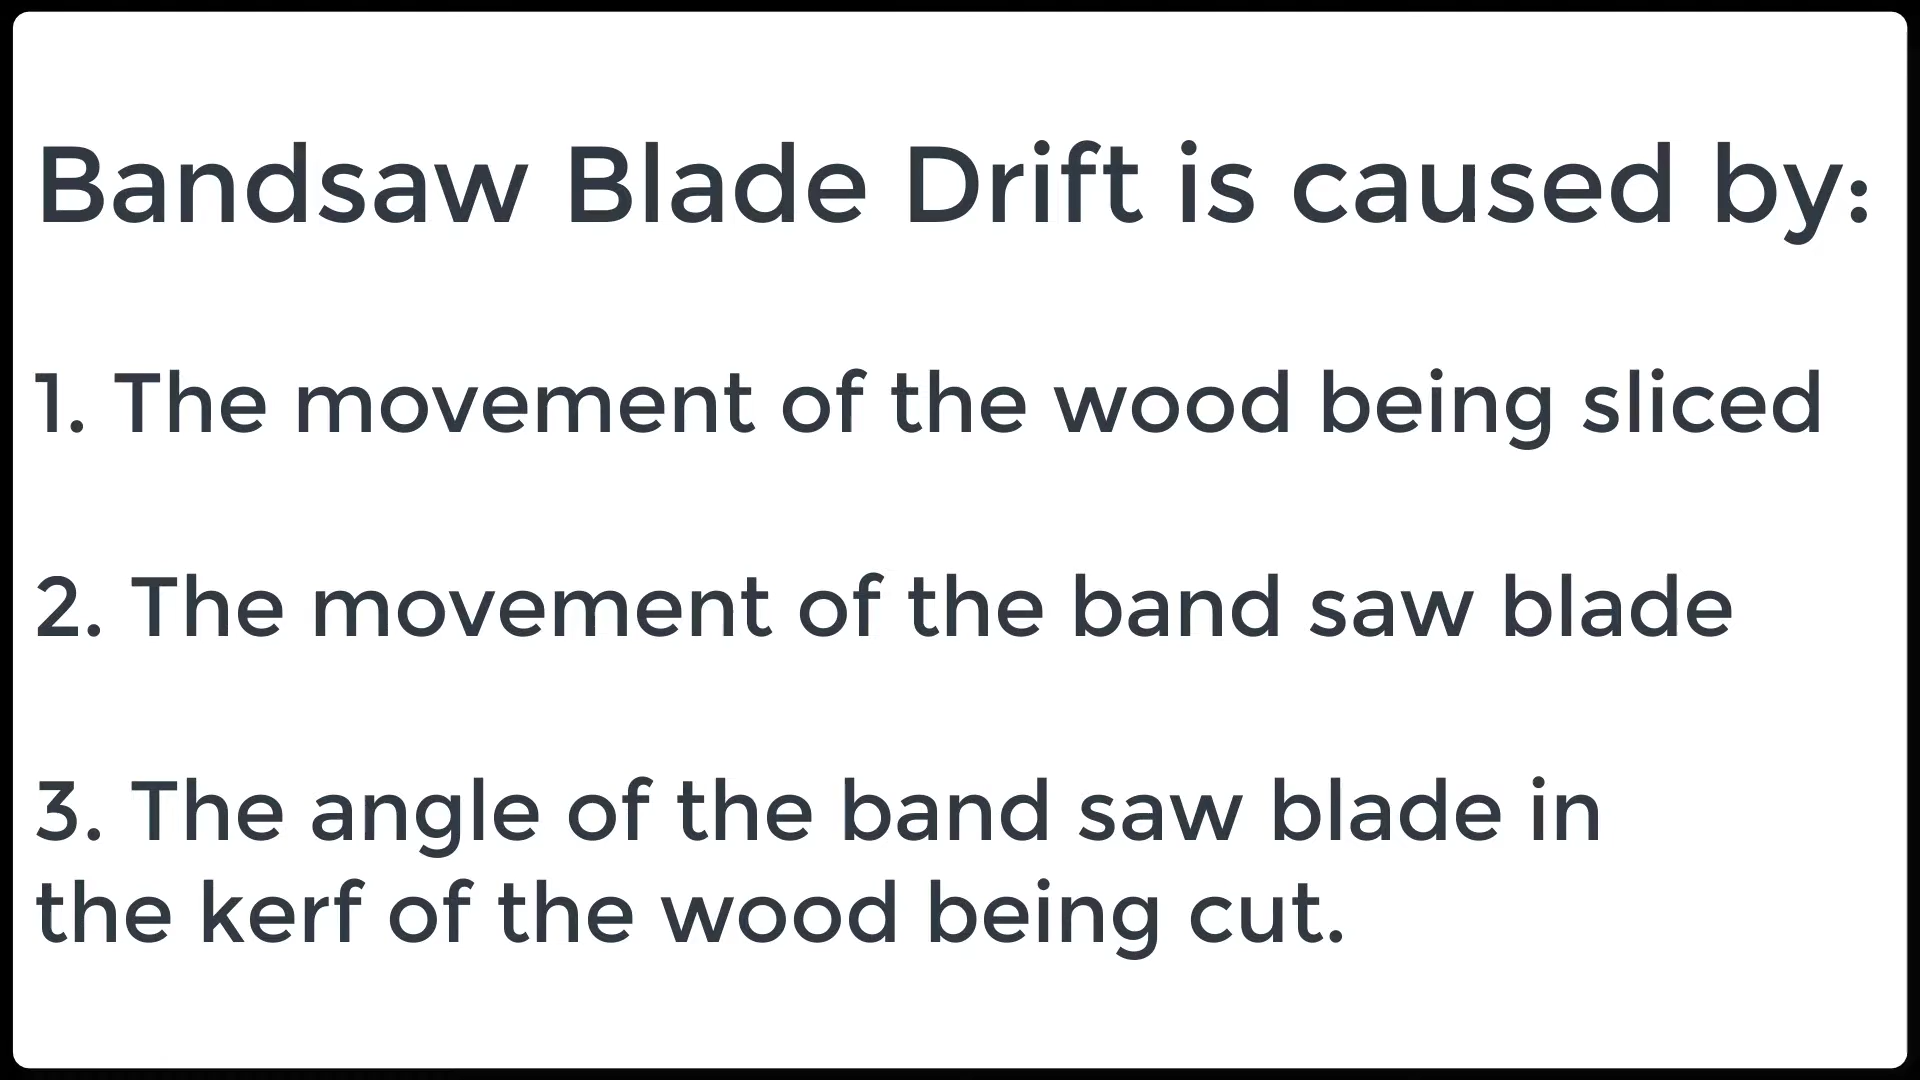 Bandsaw Blade Drift is caused by:
1. The movement of the wood being sliced
2. The movement of the band saw blade
3. The angle of the band saw blade in
the kerf of the wood being cut.